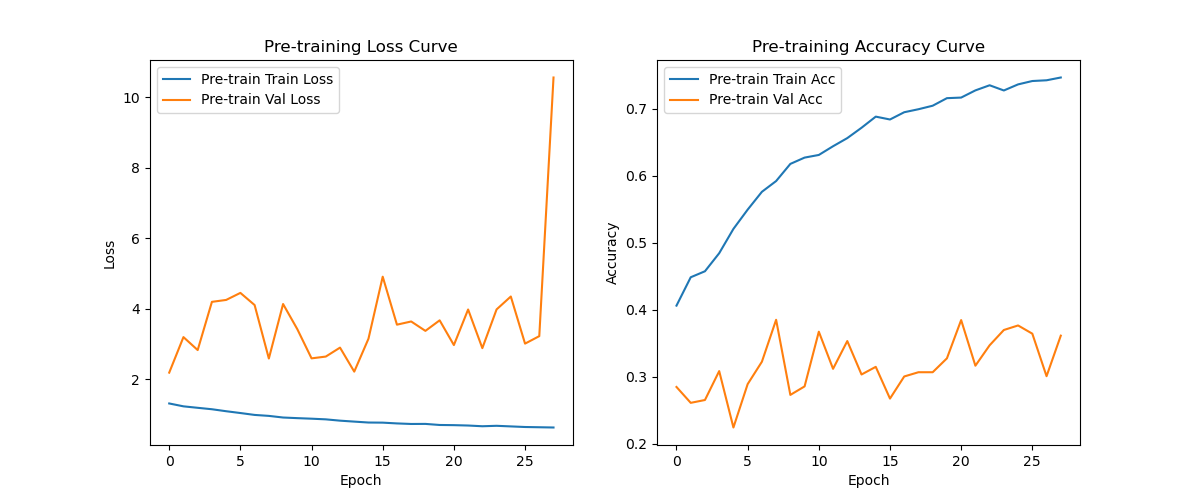 Pre-training Loss Curve
Pre-train Train Loss
Pre-train Val Loss
10
8
6
4
2
Loss
0 5 10 15 20 25
Epoch
Pre-training Accuracy Curve
Pre-train Train Acc
Pre-train Val Acc
0.7
0.6
0.5
0.4
0.3
0.2
Accuracy
0 5 10 15 20 25
Epoch